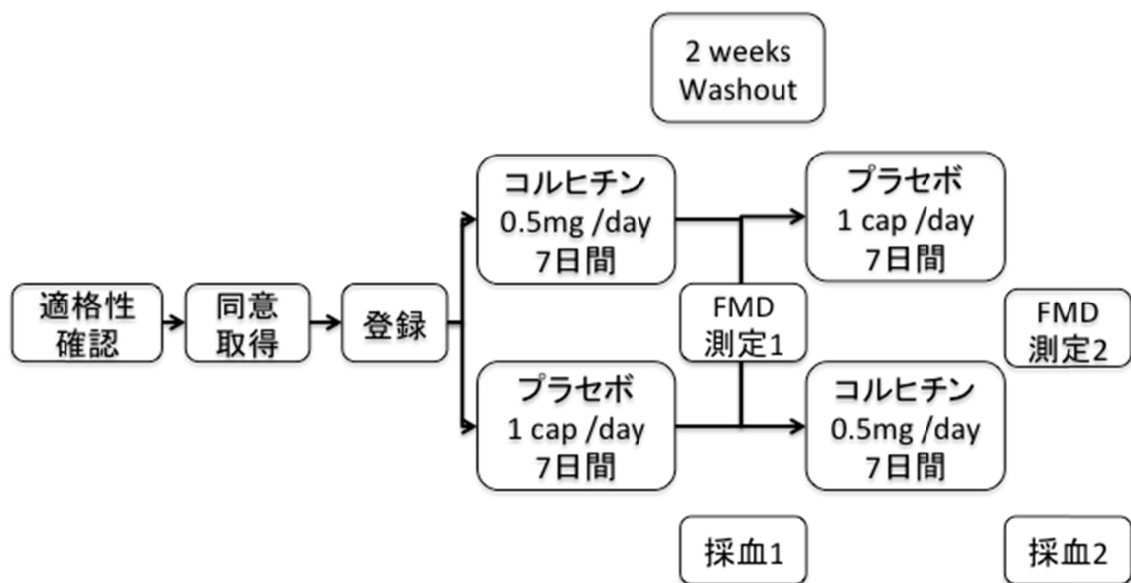 2 weeks
Washout
コルヒチン
0.5mg /day
7日間
プラセボ
1 cap /day
7日間
適格性
確認
同意
取得
登録
FMD
測定1
FMD
測定2
プラセボ
1 cap /day
7日間
コルヒチン
0.5mg /day
7日間
採血1
採血2